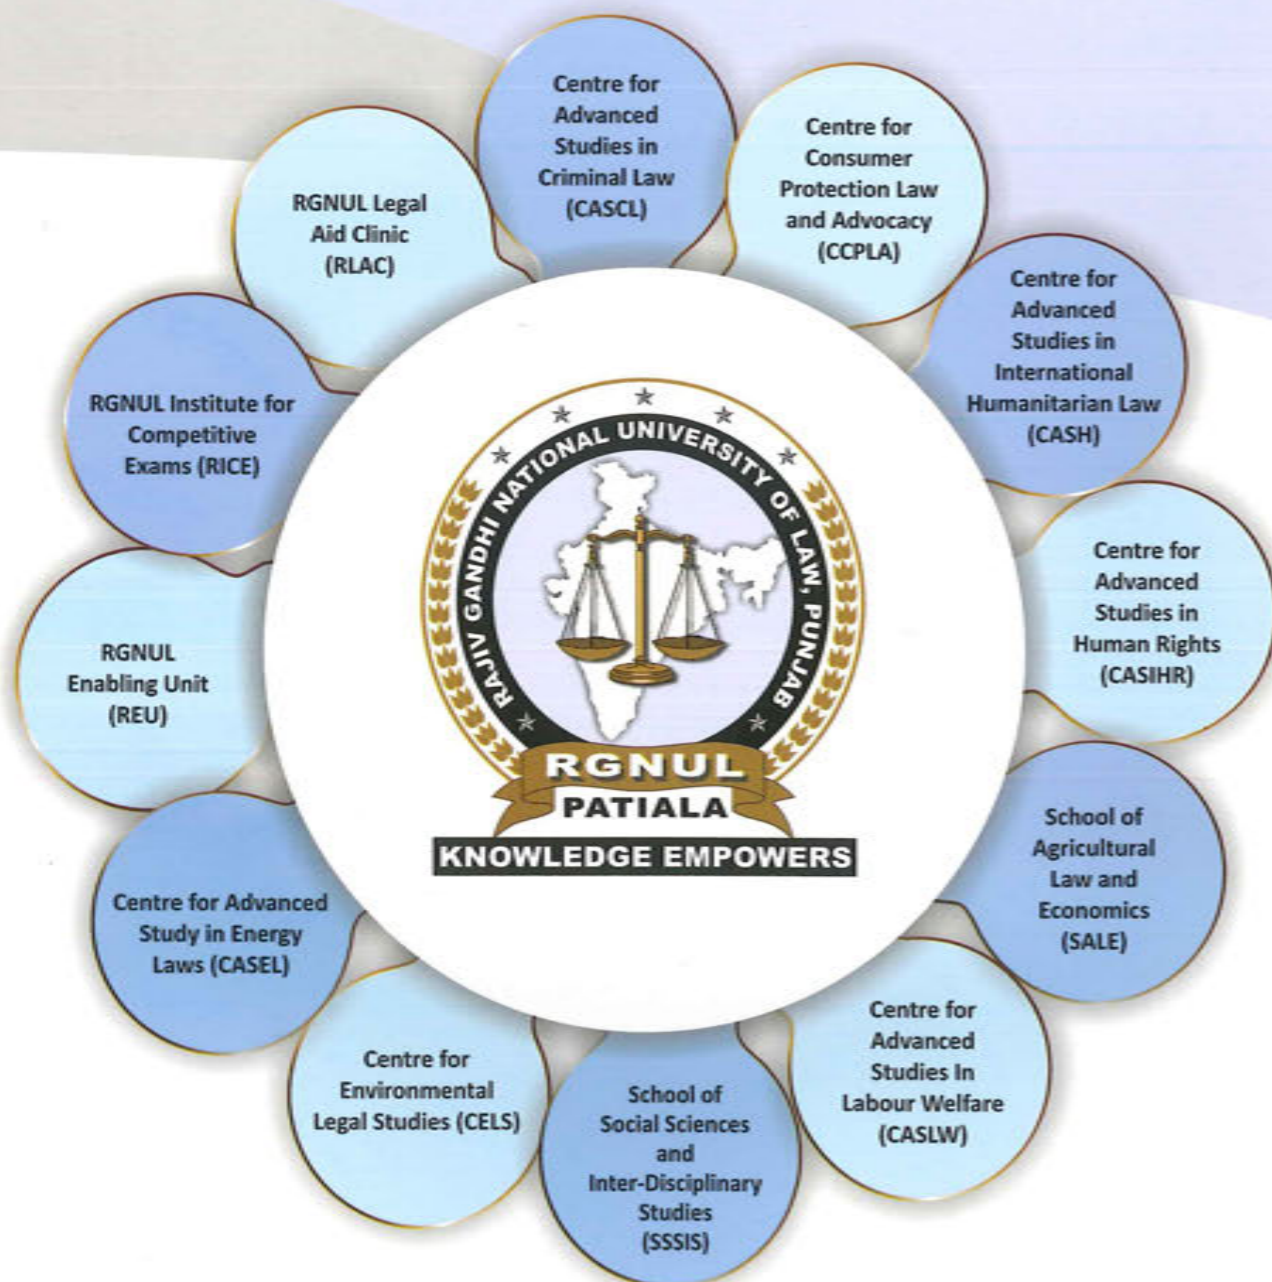 Centre for
Advanced
Studies in
Criminal Law
(CASCL)
Centre for
Consumer
Protection Law
and Advocacy
(CCPLA)
Centre for
Advanced
Studies in
International
Humanitarian Law
(CASH)
Centre for
Advanced
Studies in
Human Rights
(CASIHR)
School of
Agricultural
Law and
Economics
(SALE)
Centre for
Advanced
Studies In
Labour Welfare
(CASLW)
School of
Social Sciences
and
Inter-Disciplinary
Studies
(SSSIS)
Centre for
Environmental
Legal Studies (CELS)
Centre for Advanced
Study in Energy
Laws (CASEL)
RGNUL
Enabling Unit
(REU)
RGNUL Institute for
Competitive
Exams (RICE)
RGNUL Legal
Aid Clinic
(RLAC)
RAJIV GANDHI NATIONAL UNIVERSITY OF LAW, PUNJAB
RGNUL
PATIALA
KNOWLEDGE EMPOWERS